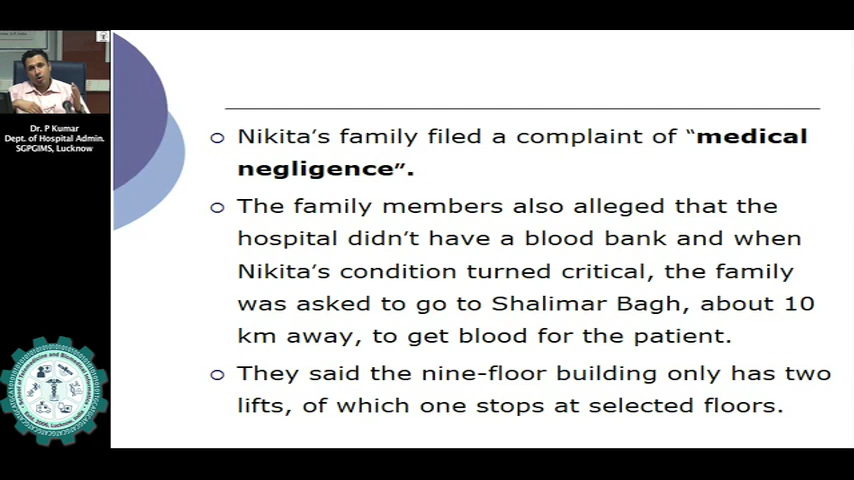 Dr. P Kumar
Dept. of Hospital Admin.
SGPGIMS, Lucknow
Nikita's family filed a complaint of "medical
negligence".
The family members also alleged that the
hospital didn't have a blood bank and when
Nikita's condition turned critical, the family
was asked to go to Shalimar Bagh, about 10
km away, to get blood for the patient.
They said the nine-floor building only has two
lifts, of which one stops at selected floors.